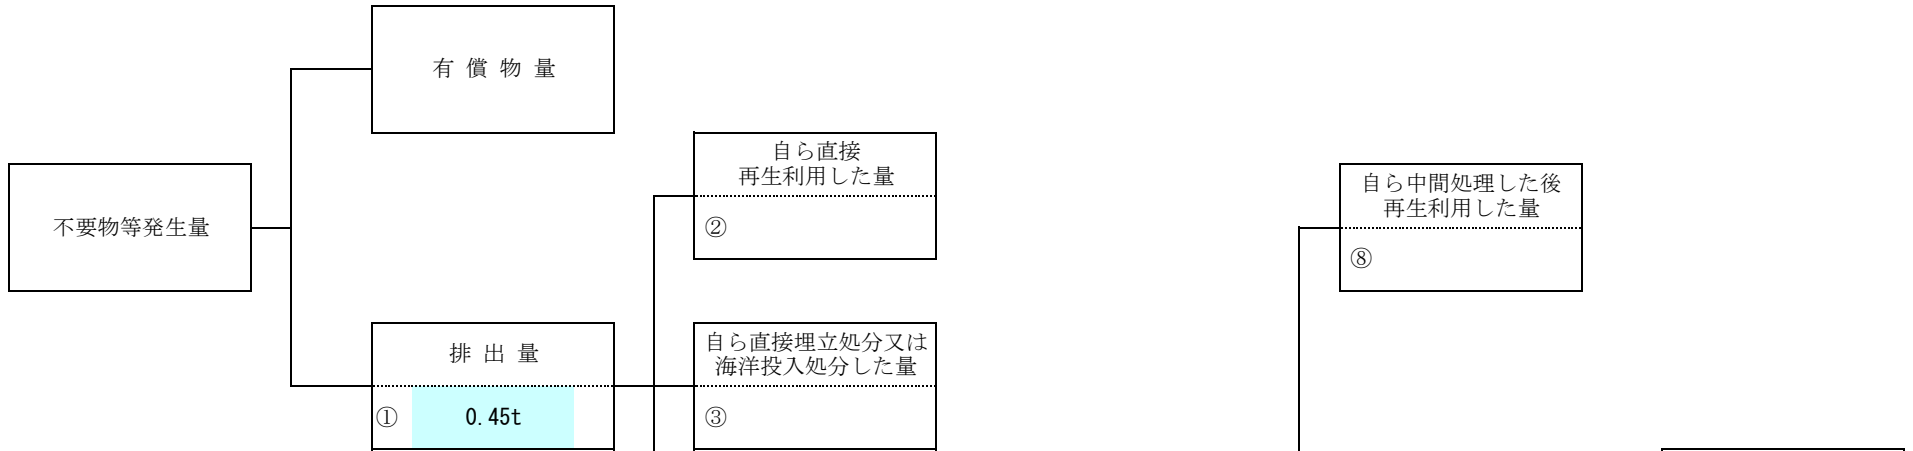 有 償 物 量
自ら直接
再生利用した量
②
不要物等発生量
自ら中間処理した後
再生利用した量
⑧
排 出 量
① 0.45t
自ら直接埋立処分又は
海洋投入処分した量
③